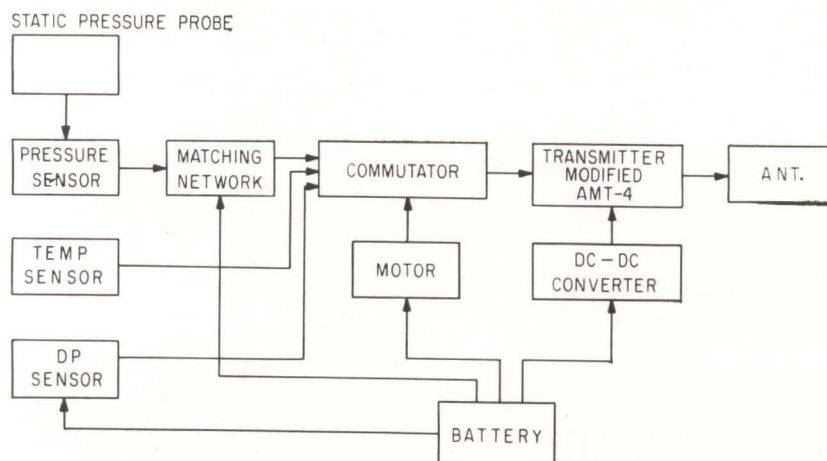 STATIC PRESSURE PROBE
PRESSURE
SENSOR
MATCHING
NETWORK
COMMUTATOR
TRANSMITTER
MODIFIED
AMT-4
ANT.
TEMP
SENSOR
MOTOR
DC-DC
CONVERTER
DP
SENSOR
BATTERY